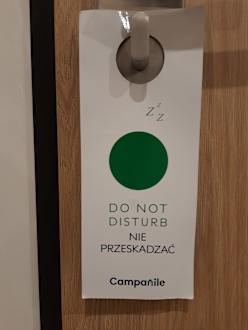 z z
Z
DO NOT
DISTURB
NIE
PRZESKADZAĆ
Campanile